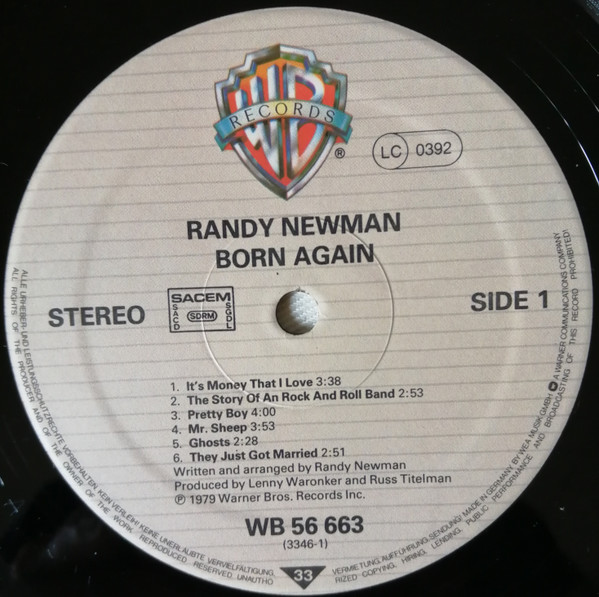 WB
RECORDS
®
LC 0392
RANDY NEWMAN
BORN AGAIN
STEREO
SACEM
SACD
SDRM
SGDL
SIDE 1
1. It's Money That I Love 3:38
2. The Story Of An Rock And Roll Band 2:53
3. Pretty Boy 4:00
4. Mr. Sheep 3:53
5. Ghosts 2:28
6. They Just Got Married 2:51
Written and arranged by Randy Newman
Produced by Lenny Waronker and Russ Titelman
℗ 1979 Warner Bros. Records Inc.
WB 56 663
(3346-1)
33
ALLE URHEBER- UND LEISTUNGSSCHUTZRECHTE VORBEHALTEN. KEIN VERLEIH! KEINE UNERLAUBTE VERVIELFÄLTIGUNG, VERMIETUNG, AUFFÜHRUNG, SENDUNG! MADE IN GERMANY BY WEA MUSIK GMBH A WARNER COMMUNICATIONS COMPANY
ALL RIGHTS OF THE PRODUCER AND OF THE OWNER OF THE WORK REPRODUCED RESERVED. UNAUTHORIZED COPYING, HIRING, LENDING, PUBLIC PERFORMANCE AND BROADCASTING OF THIS RECORD PROHIBITED!